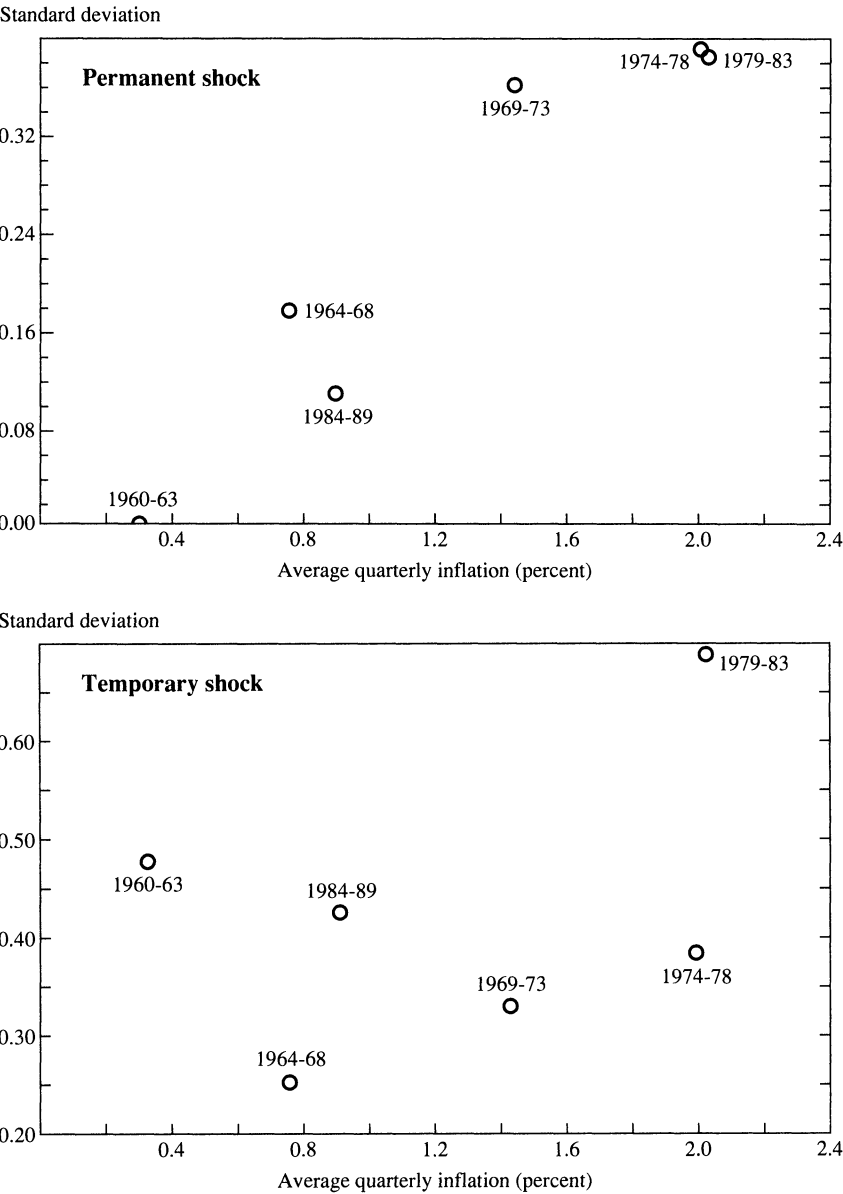 Standard deviation
Permanent shock
1974-78 1979-83
1969-73
0.32
0.24
1964-68
0.16
1984-89
0.08
1960-63
0.00
0.4 0.8 1.2 1.6 2.0 2.4
Average quarterly inflation (percent)
Standard deviation
Temporary shock
1979-83
0.60
0.50
1960-63
1984-89
0.40
1974-78
1969-73
0.30
1964-68
0.20
0.4 0.8 1.2 1.6 2.0 2.4
Average quarterly inflation (percent)